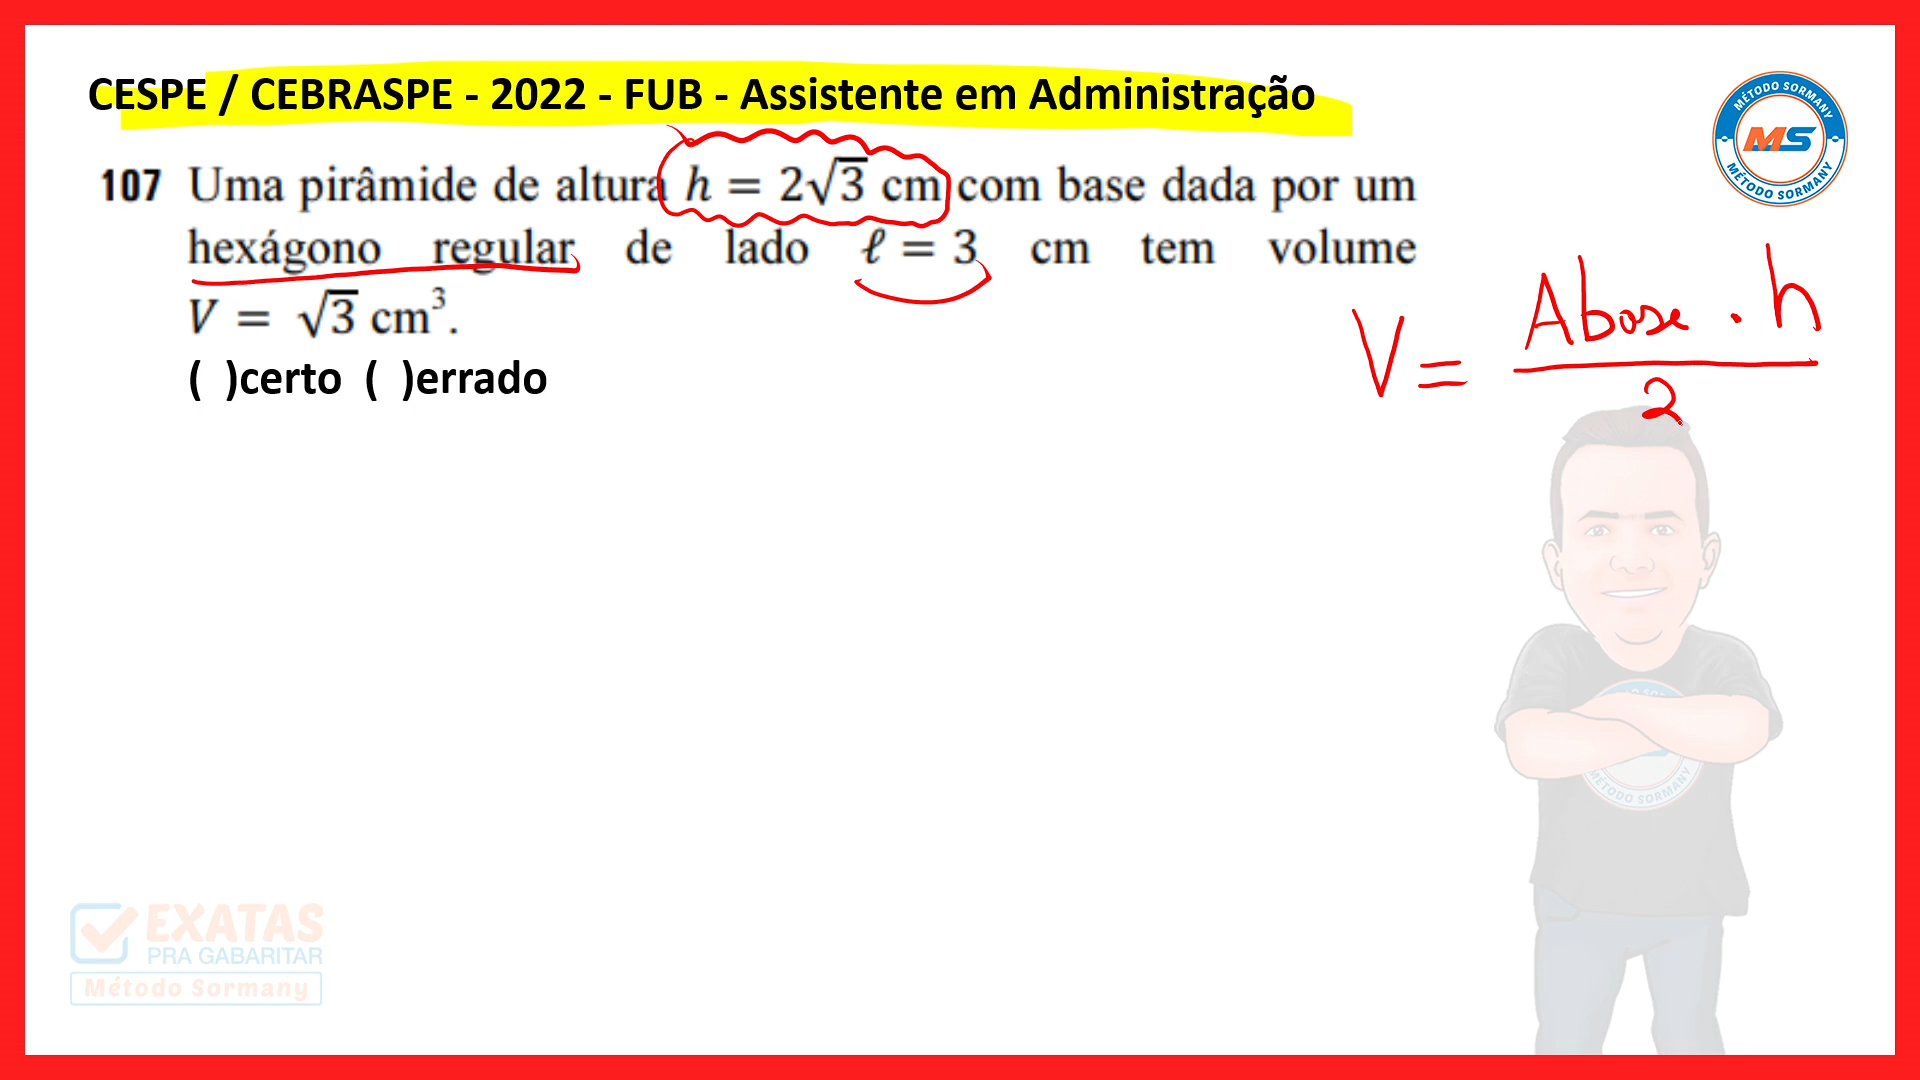 CESPE / CEBRASPE - 2022 - FUB - Assistente em Administração
MÉTODO SORMANY
MS
MÉTODO SORMANY
107 Uma pirâmide de altura h = 2√3 cm com base dada por um
hexágono regular de lado ℓ = 3 cm tem volume
V = √3 cm³.
( )certo ( )errado
V = Abase . h
2
MÉTODO SORMANY
EXATAS
PRA GABARITAR
Método Sormany